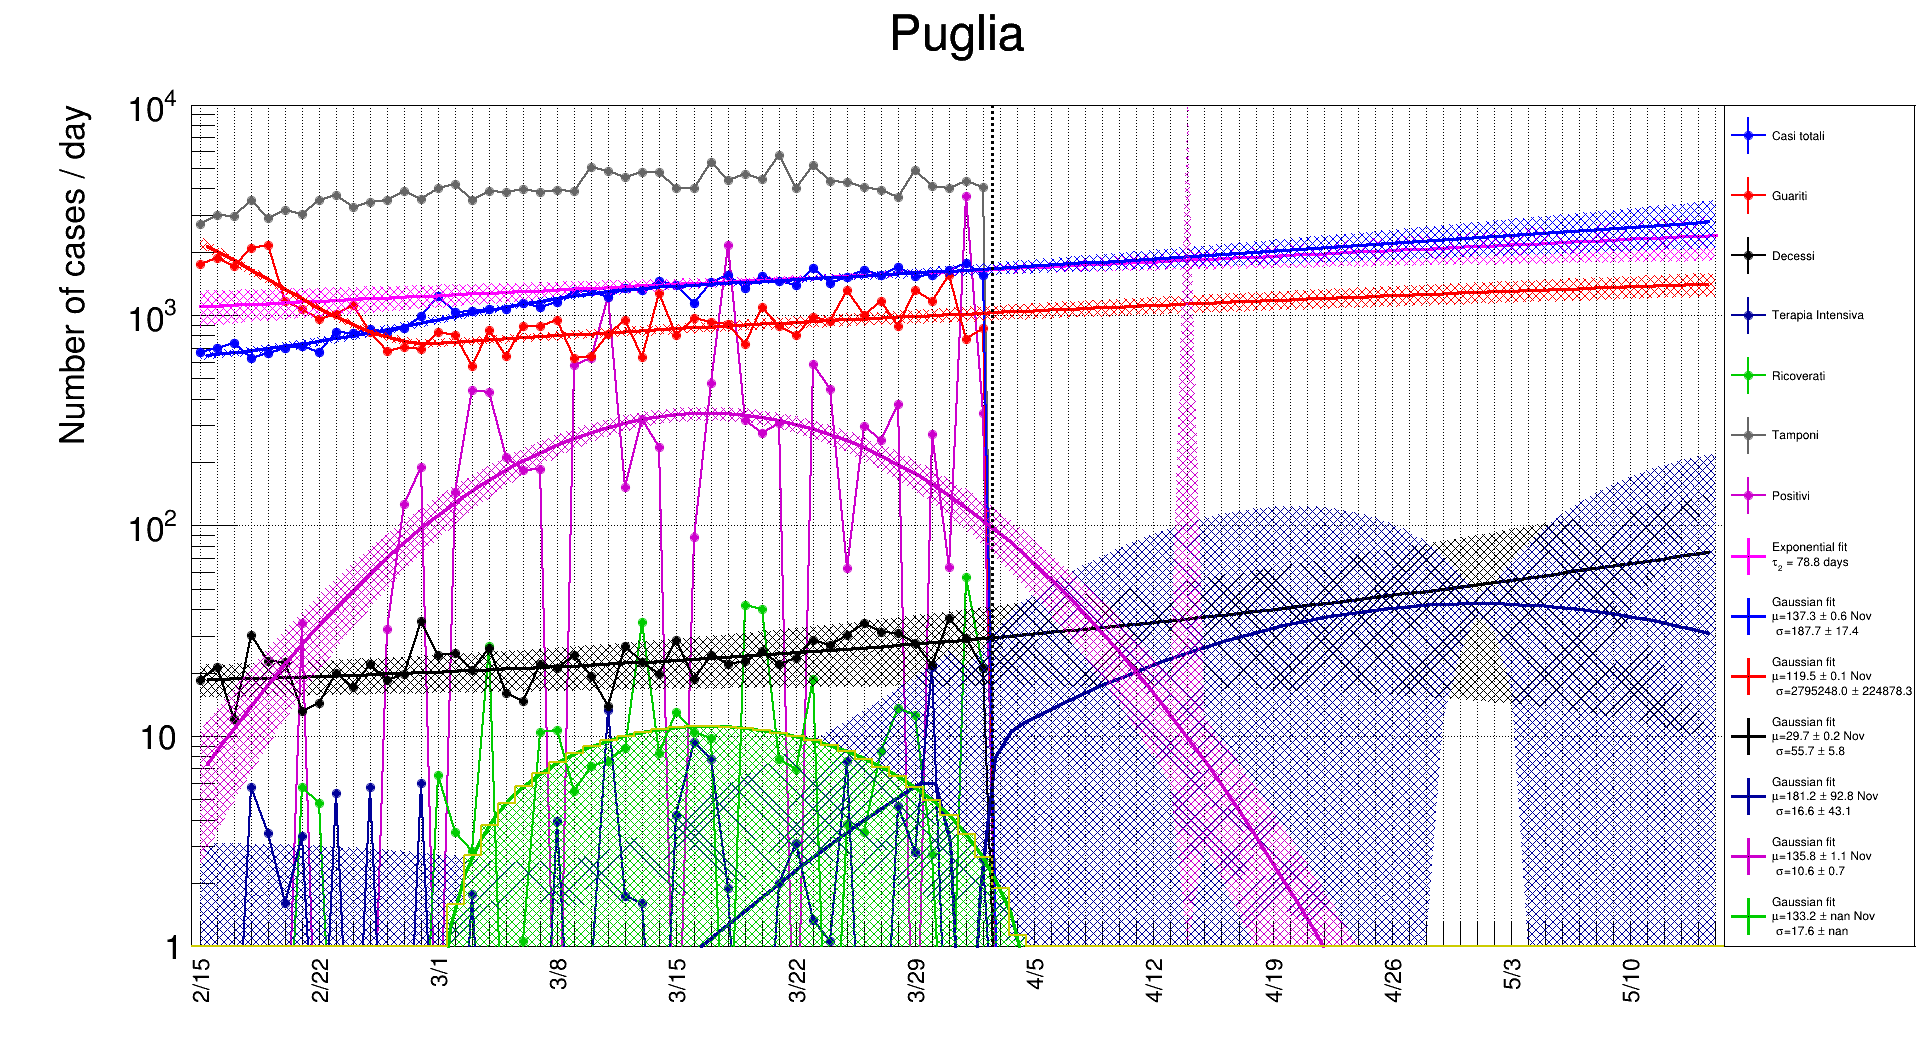 Puglia
Number of cases / day
10^4
10^3
10^2
10
1
2/15
2/22
3/1
3/8
3/15
3/22
3/29
4/5
4/12
4/19
4/26
5/3
5/10
Casi totali
Guariti
Decessi
Terapia Intensiva
Ricoverati
Tamponi
Positivi
Exponential fit
τ_2 = 78.8 days
Gaussian fit
μ=137.3 ± 0.6 Nov
σ=187.7 ± 17.4
Gaussian fit
μ=119.5 ± 0.1 Nov
σ=2795248.0 ± 224878.3
Gaussian fit
μ=29.7 ± 0.2 Nov
σ=55.7 ± 5.8
Gaussian fit
μ=181.2 ± 92.8 Nov
σ=16.6 ± 43.1
Gaussian fit
μ=135.8 ± 1.1 Nov
σ=10.6 ± 0.7
Gaussian fit
μ=133.2 ± nan Nov
σ=17.6 ± nan